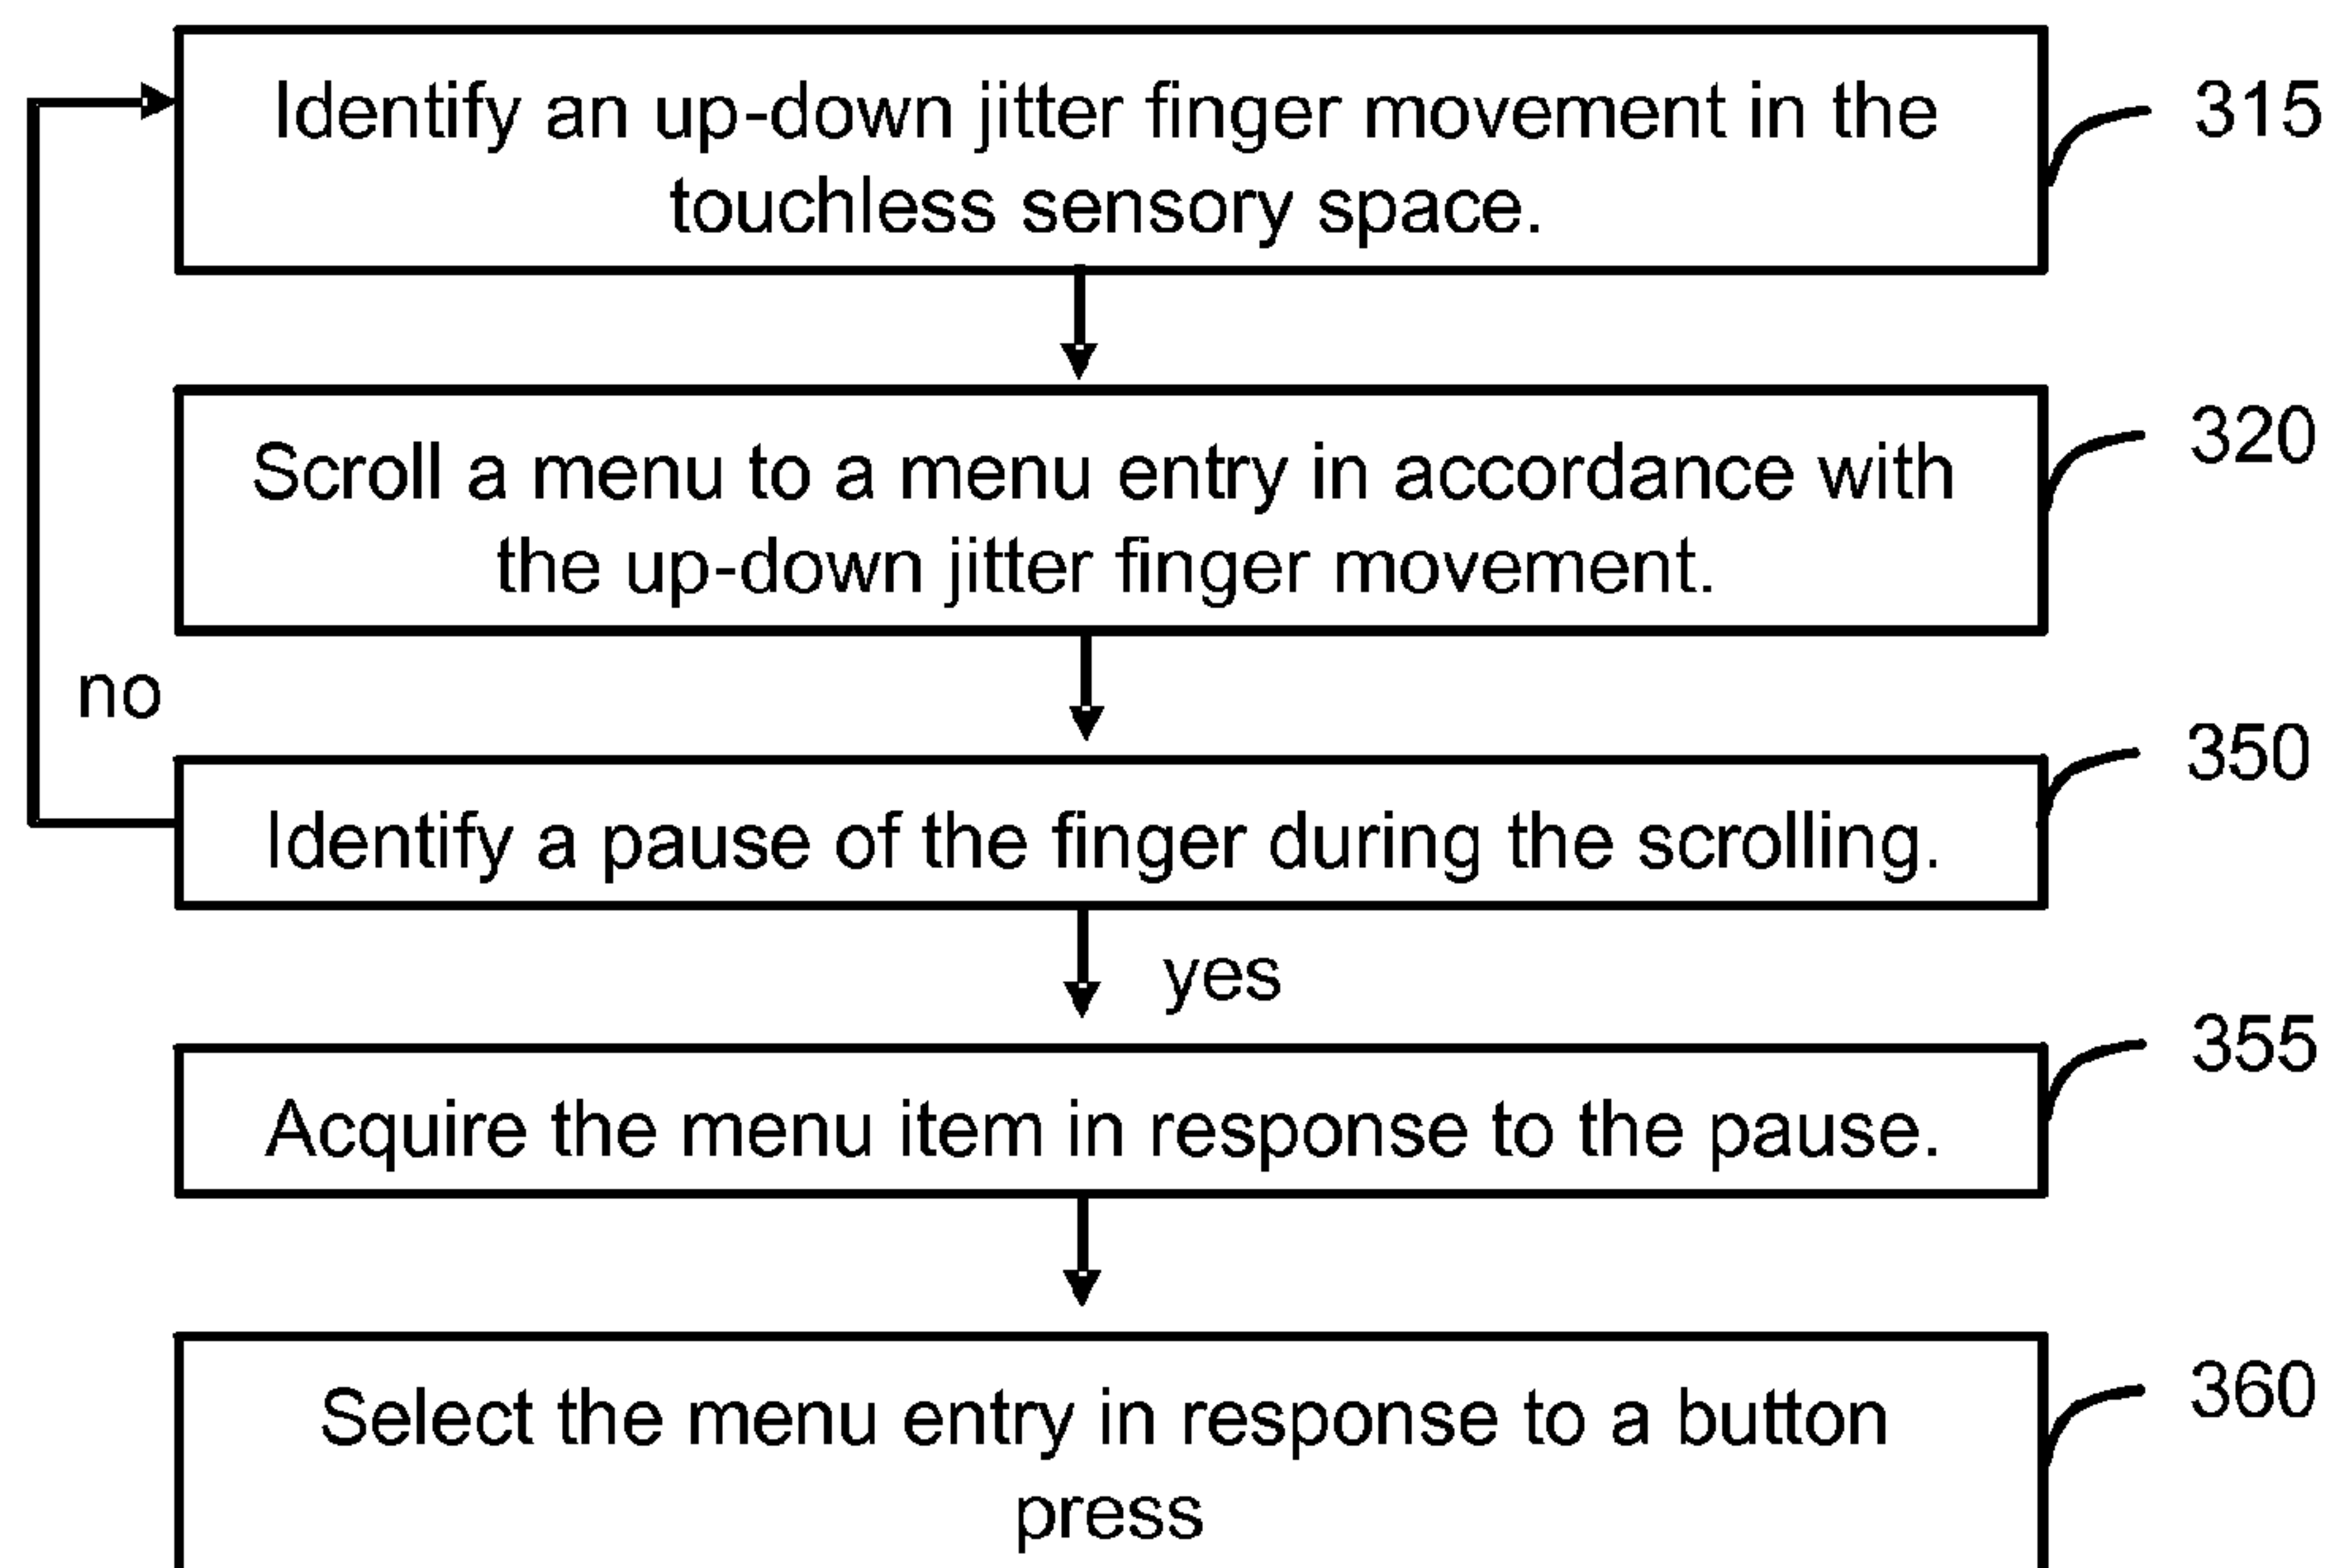 Identify an up-down jitter finger movement in the
touchless sensory space.
315
Scroll a menu to a menu entry in accordance with
the up-down jitter finger movement.
320
no
Identify a pause of the finger during the scrolling.
350
yes
Acquire the menu item in response to the pause.
355
Select the menu entry in response to a button
press
360